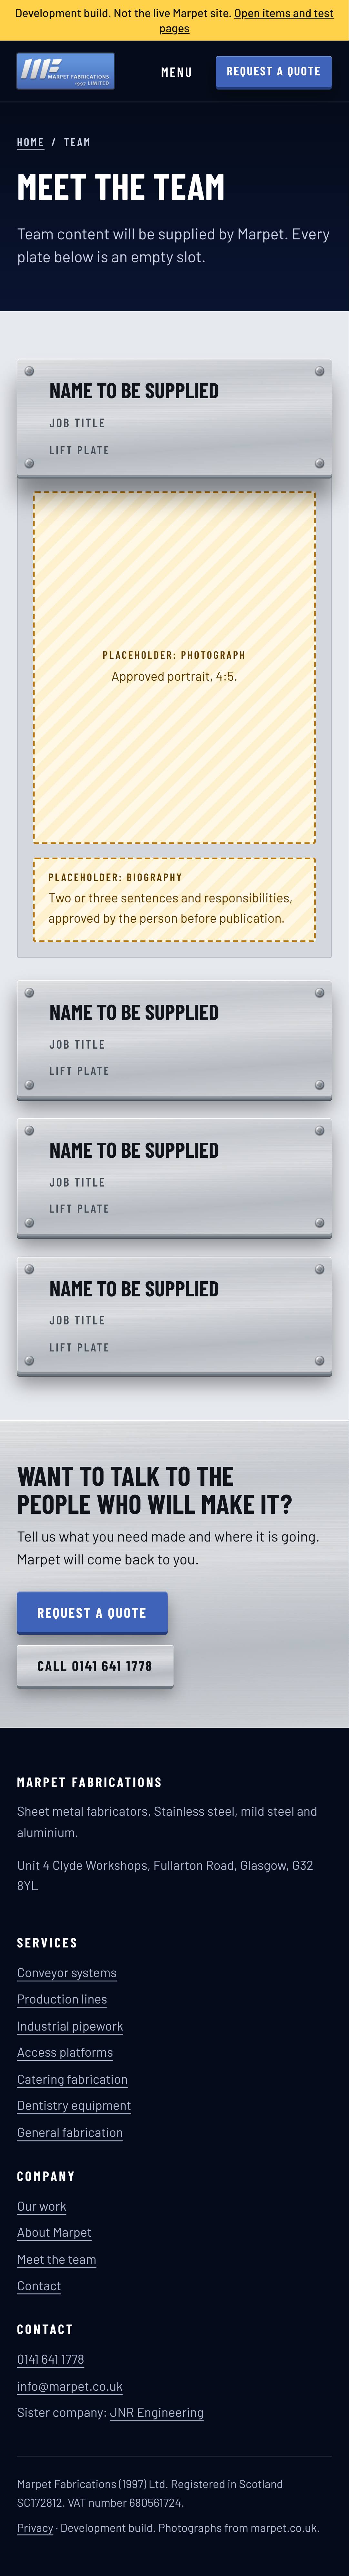 Development build. Not the live Marpet site. Open items and test
pages
MF
MARPET FABRICATIONS
1997 LIMITED
MENU
REQUEST A QUOTE
HOME / TEAM
MEET THE TEAM
Team content will be supplied by Marpet. Every
plate below is an empty slot.
NAME TO BE SUPPLIED
JOB TITLE
LIFT PLATE
PLACEHOLDER: PHOTOGRAPH
Approved portrait, 4:5.
PLACEHOLDER: BIOGRAPHY
Two or three sentences and responsibilities,
approved by the person before publication.
NAME TO BE SUPPLIED
JOB TITLE
LIFT PLATE
NAME TO BE SUPPLIED
JOB TITLE
LIFT PLATE
NAME TO BE SUPPLIED
JOB TITLE
LIFT PLATE
WANT TO TALK TO THE
PEOPLE WHO WILL MAKE IT?
Tell us what you need made and where it is going.
Marpet will come back to you.
REQUEST A QUOTE
CALL 0141 641 1778
MARPET FABRICATIONS
Sheet metal fabricators. Stainless steel, mild steel and
aluminium.
Unit 4 Clyde Workshops, Fullarton Road, Glasgow, G32
8YL
SERVICES
Conveyor systems
Production lines
Industrial pipework
Access platforms
Catering fabrication
Dentistry equipment
General fabrication
COMPANY
Our work
About Marpet
Meet the team
Contact
CONTACT
0141 641 1778
info@marpet.co.uk
Sister company: JNR Engineering
Marpet Fabrications (1997) Ltd. Registered in Scotland
SC172812. VAT number 680561724.
Privacy · Development build. Photographs from marpet.co.uk.